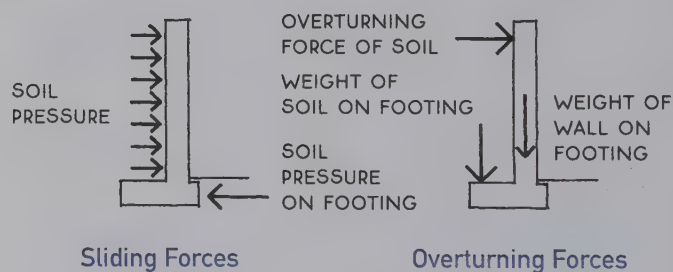 SOIL
PRESSURE
OVERTURNING
FORCE OF SOIL
WEIGHT OF
SOIL ON FOOTING
SOIL
PRESSURE
ON FOOTING
WEIGHT OF
WALL ON
FOOTING
Sliding Forces
Overturning Forces